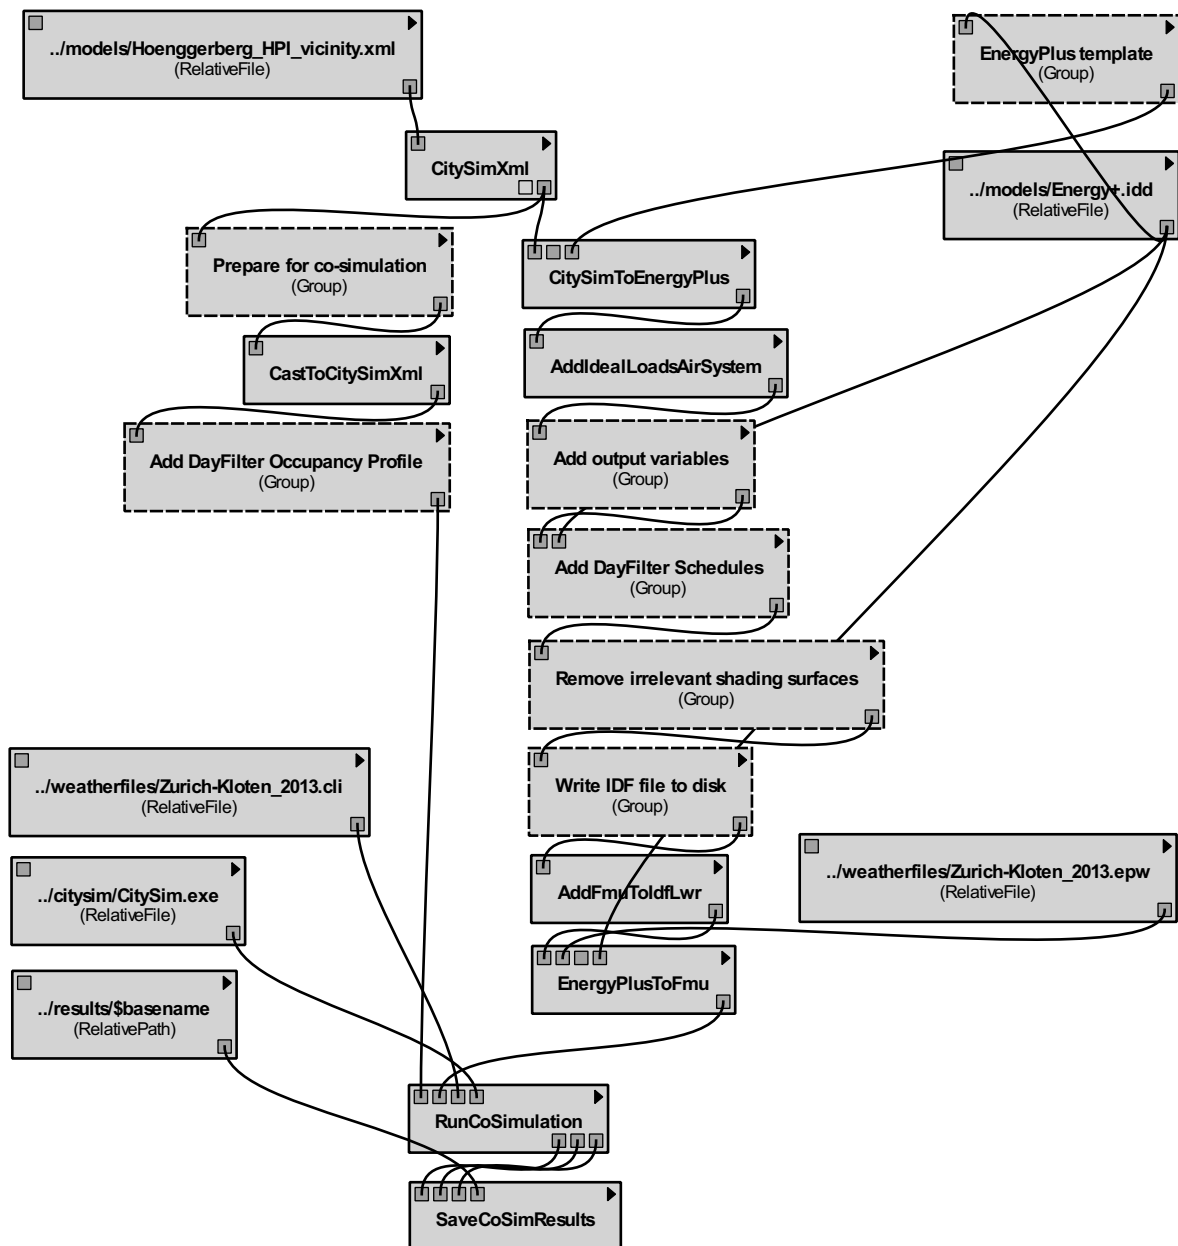 ../models/Hoenggerberg_HPI_vicinity.xml
(RelativeFile)
EnergyPlus template
(Group)
CitySimXml
../models/Energy+.idd
(RelativeFile)
Prepare for co-simulation
(Group)
CitySimToEnergyPlus
CastToCitySimXml
AddIdealLoadsAirSystem
Add DayFilter Occupancy Profile
(Group)
Add output variables
(Group)
Add DayFilter Schedules
(Group)
Remove irrelevant shading surfaces
(Group)
../weatherfiles/Zurich-Kloten_2013.cli
(RelativeFile)
Write IDF file to disk
(Group)
../citysim/CitySim.exe
(RelativeFile)
AddFmuToIdfLwr
../weatherfiles/Zurich-Kloten_2013.epw
(RelativeFile)
../results/$basename
(RelativePath)
EnergyPlusToFmu
RunCoSimulation
SaveCoSimResults